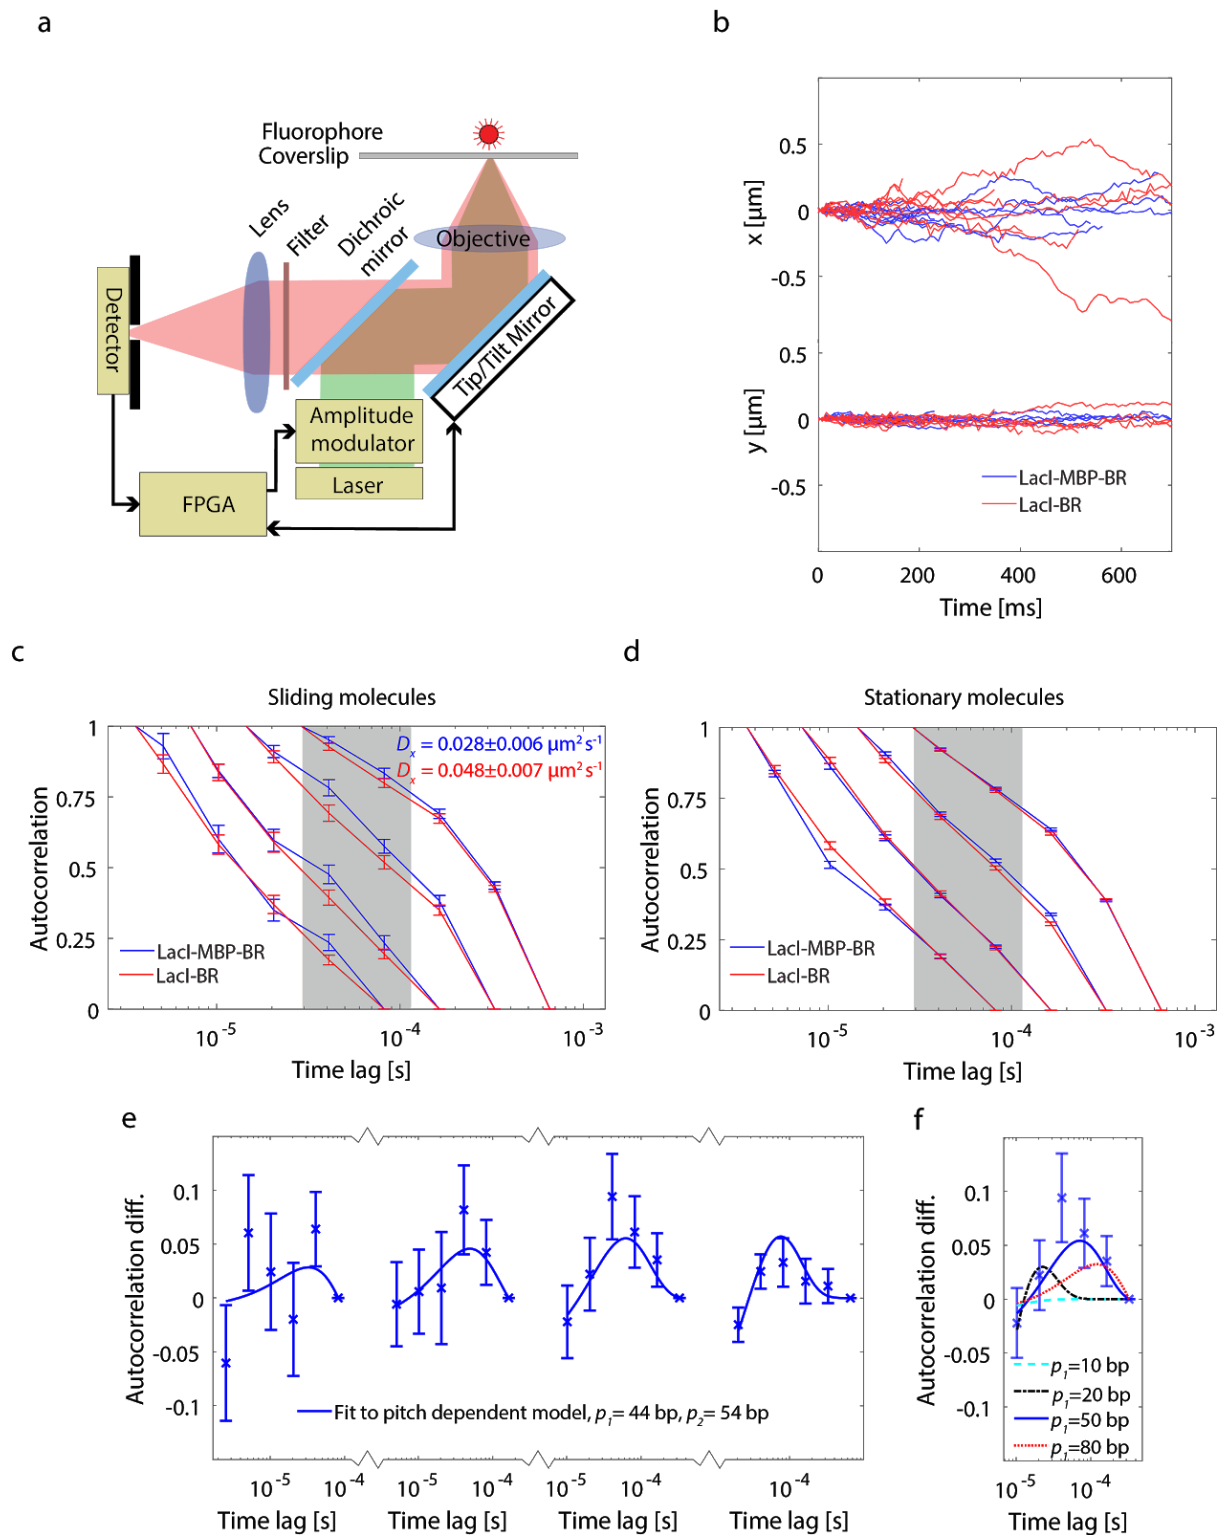 a
Fluorophore
Coverslip
Lens
Filter
Dichroic
mirror
Objective
Detector
Tip/Tilt Mirror
Amplitude
modulator
Laser
FPGA
b
0.5
0
-0.5
x [µm]
0.5
0
-0.5
y [µm]
LacI-MBP-BR
LacI-BR
0
200
400
600
Time [ms]
c
Sliding molecules
1
0.75
0.5
0.25
0
Autocorrelation
Dx = 0.028±0.006 µm² s⁻¹
Dx = 0.048±0.007 µm² s⁻¹
LacI-MBP-BR
LacI-BR
10⁻⁵
10⁻⁴
10⁻³
Time lag [s]
d
Stationary molecules
1
0.75
0.5
0.25
0
Autocorrelation
LacI-MBP-BR
LacI-BR
10⁻⁵
10⁻⁴
10⁻³
Time lag [s]
e
0.1
0.05
0
-0.05
-0.1
Autocorrelation diff.
Fit to pitch dependent model, p₁= 44 bp, p₂= 54 bp
10⁻⁵ 10⁻⁴
10⁻⁵ 10⁻⁴
10⁻⁵ 10⁻⁴
10⁻⁴
Time lag [s]
Time lag [s]
Time lag [s]
Time lag [s]
f
0.1
0.05
0
-0.05
-0.1
Autocorrelation diff.
p₁=10 bp
p₁=20 bp
p₁=50 bp
p₁=80 bp
10⁻⁵ 10⁻⁴
Time lag [s]